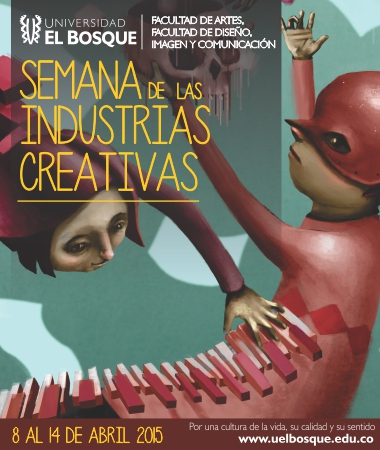 UNIVERSIDAD
EL BOSQUE
FACULTAD DE ARTES,
FACULTAD DE DISEÑO,
IMAGEN Y COMUNICACIÓN
SEMANA DE LAS
INDUSTRIAS
CREATIVAS
8 AL 14 DE ABRIL 2015
Por una cultura de la vida, su calidad y su sentido
www.uelbosque.edu.co